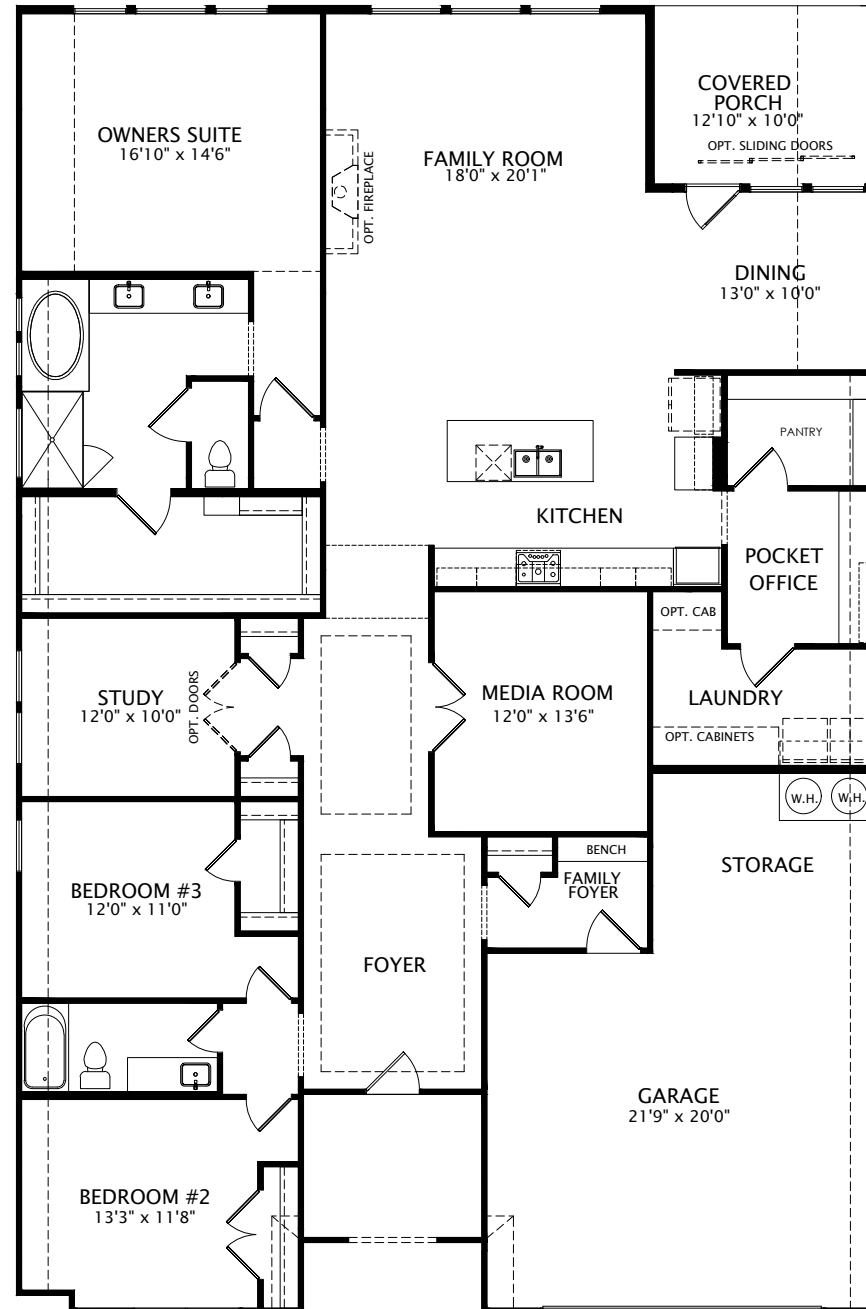 OWNERS SUITE
16'10" x 14'6"
OPT. FIREPLACE
FAMILY ROOM
18'0" x 20'1"
COVERED
PORCH
12'10" x 10'0"
OPT. SLIDING DOORS
DINING
13'0" x 10'0"
PANTRY
KITCHEN
POCKET
OFFICE
OPT. CAB
STUDY
12'0" x 10'0"
OPT. DOORS
MEDIA ROOM
12'0" x 13'6"
LAUNDRY
OPT. CABINETS
W.H.
W.H.
STORAGE
BENCH
FAMILY
FOYER
BEDROOM #3
12'0" x 11'0"
FOYER
GARAGE
21'9" x 20'0"
BEDROOM #2
13'3" x 11'8"